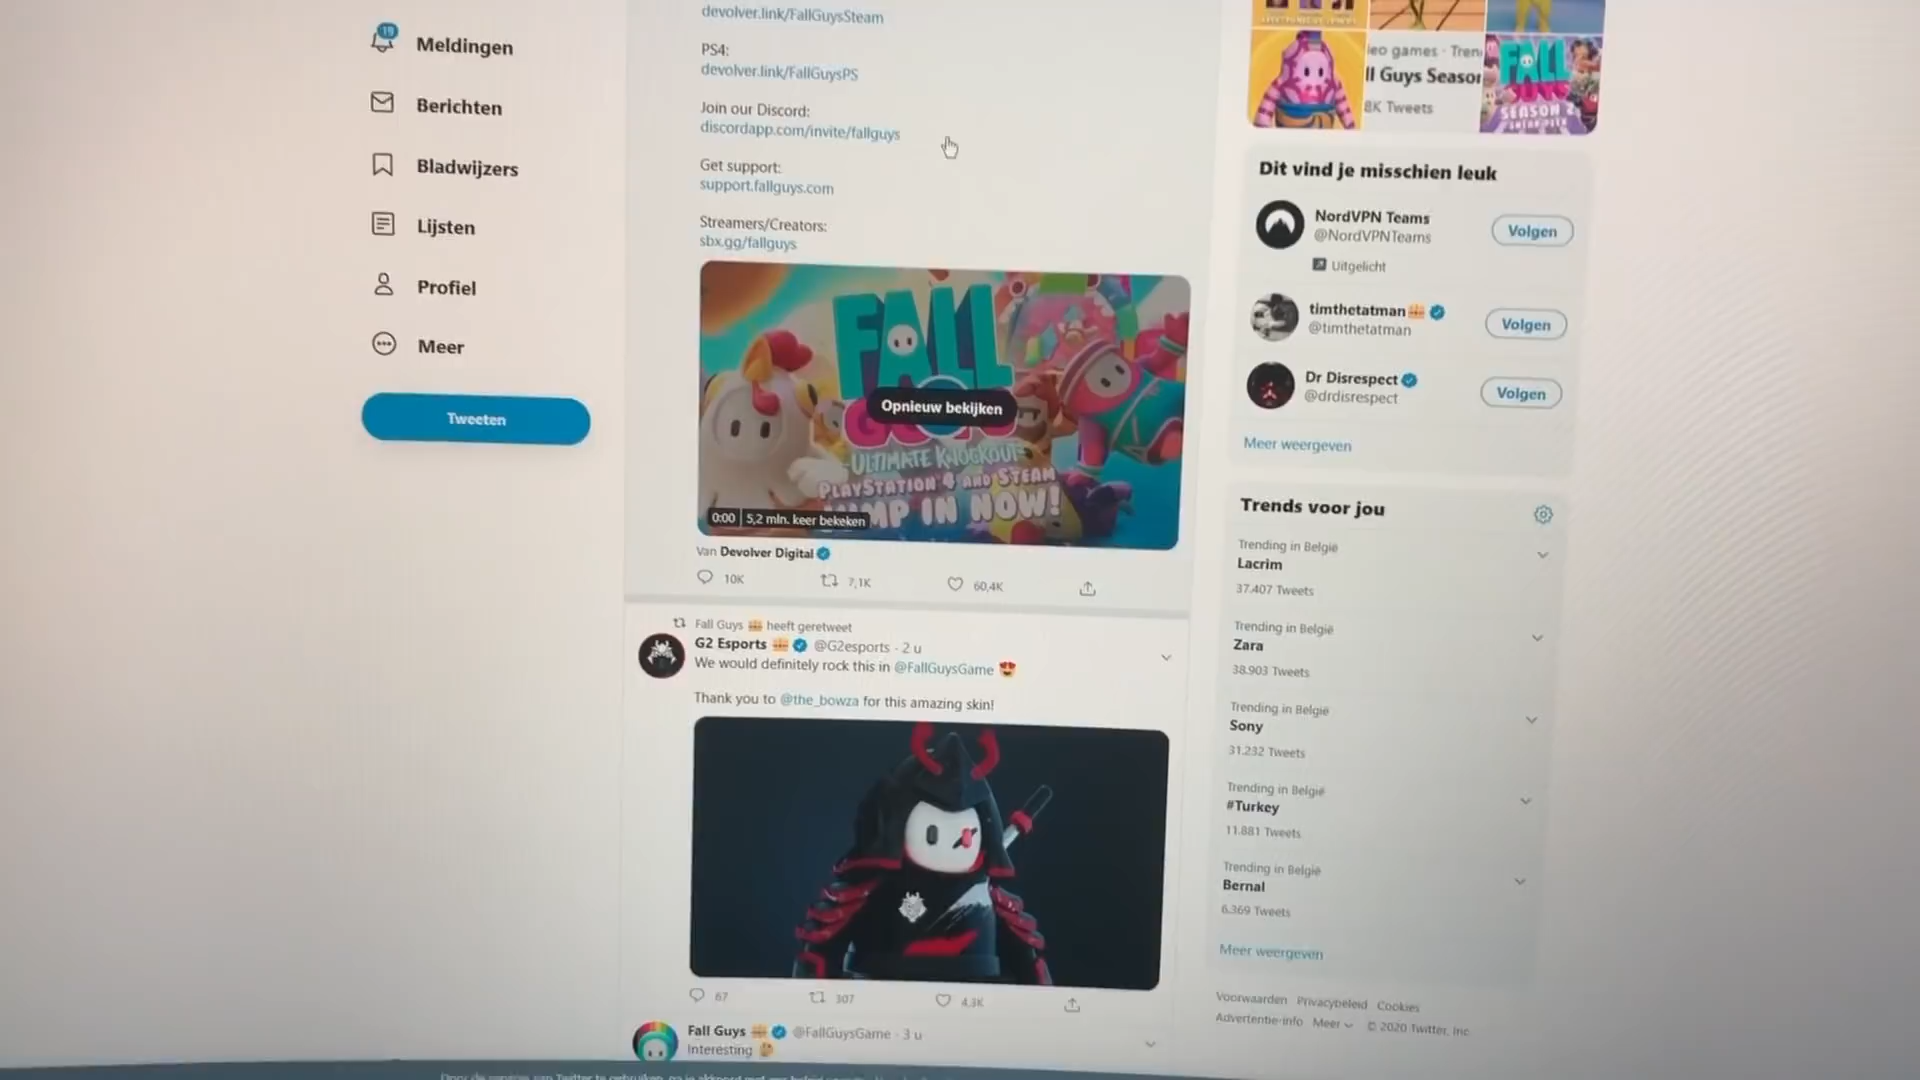 19
Meldingen
Berichten
Bladwijzers
Lijsten
Profiel
Meer
Tweeten
devolver.link/FallGuysSteam
PS4:
devolver.link/FallGuysPS
Join our Discord:
discordapp.com/invite/fallguys
Get support:
support.fallguys.com
Streamers/Creators:
sbx.gg/fallguys
FALL
Opnieuw bekijken
ULTIMATE KNOCKOUT
PLAYSTATION 4 AND STEAM
JUMP IN NOW!
0:00 5,2 mln. keer bekeken
Van Devolver Digital
10K 7,1K 60,4K
Fall Guys heeft geretweet
G2 Esports @G2esports · 2 u
We would definitely rock this in @FallGuysGame
Thank you to @the_bowza for this amazing skin!
67 307 4,3K
Fall Guys @FallGuysGame · 3 u
Interesting
eo games · Tren
ll Guys Season
8K Tweets
FALL
GUYS
SEASON 2
SNEAK PEEK
Dit vind je misschien leuk
NordVPN Teams
@NordVPNTeams
Volgen
Uitgelicht
timthetatman
@timthetatman
Volgen
Dr Disrespect
@drdisrespect
Volgen
Meer weergeven
Trends voor jou
Trending in België
Lacrim
37.407 Tweets
Trending in België
Zara
38.903 Tweets
Trending in België
Sony
31.232 Tweets
Trending in België
#Turkey
11.881 Tweets
Trending in België
Bernal
6.369 Tweets
Meer weergeven
Voorwaarden Privacybeleid Cookies
Advertentie-info Meer © 2020 Twitter, Inc.